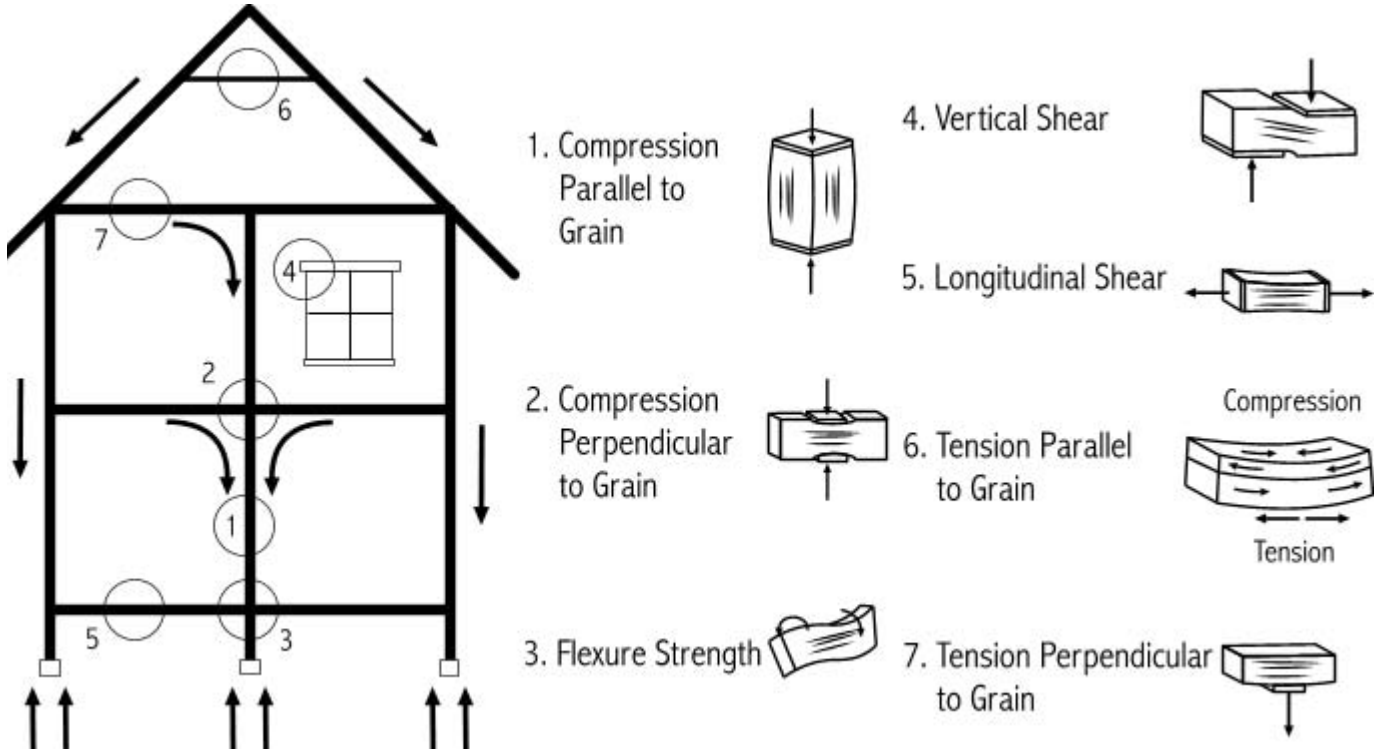 6
7
4
2
1
5
3
1. Compression
Parallel to
Grain
2. Compression
Perpendicular
to Grain
3. Flexure Strength
4. Vertical Shear
5. Longitudinal Shear
6. Tension Parallel
to Grain
Compression
Tension
7. Tension Perpendicular
to Grain